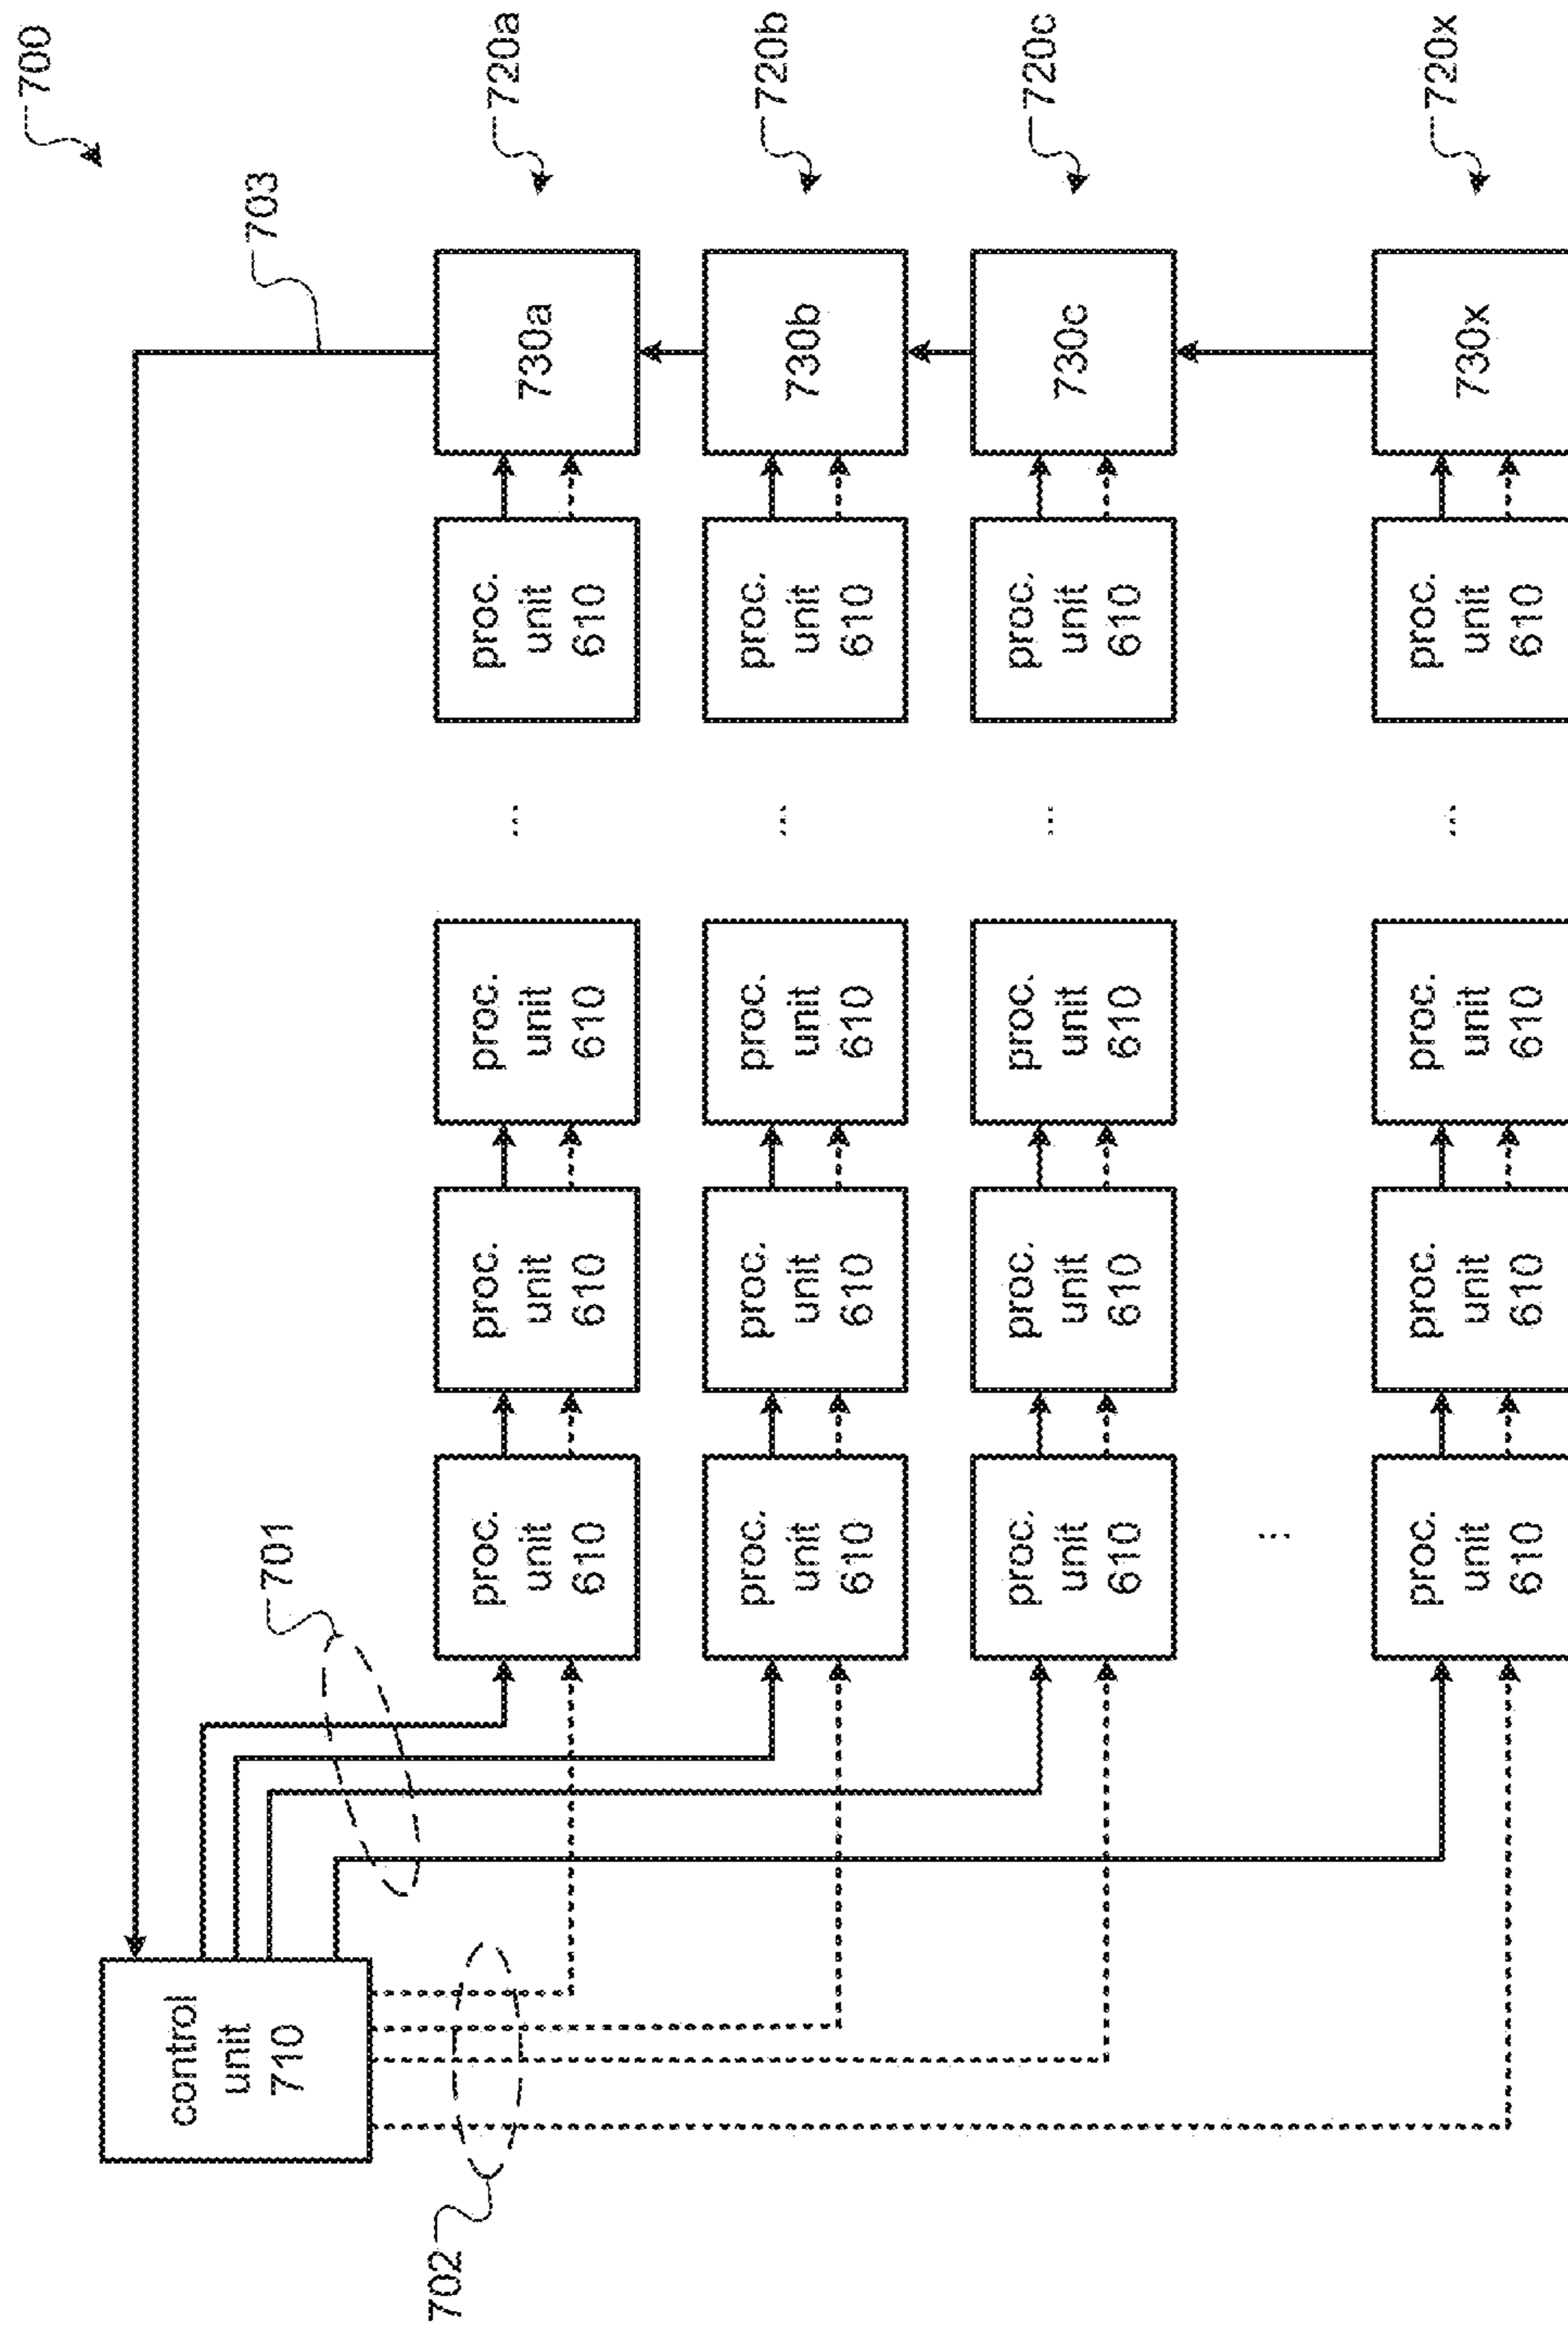 700
control
unit
710
703
701
702
proc.
unit
610
proc.
unit
610
proc.
unit
610
...
proc.
unit
610
730a
720a
proc.
unit
610
proc.
unit
610
proc.
unit
610
...
proc.
unit
610
730b
720b
proc.
unit
610
proc.
unit
610
proc.
unit
610
...
proc.
unit
610
730c
720c
...
proc.
unit
610
proc.
unit
610
proc.
unit
610
...
proc.
unit
610
730x
720x